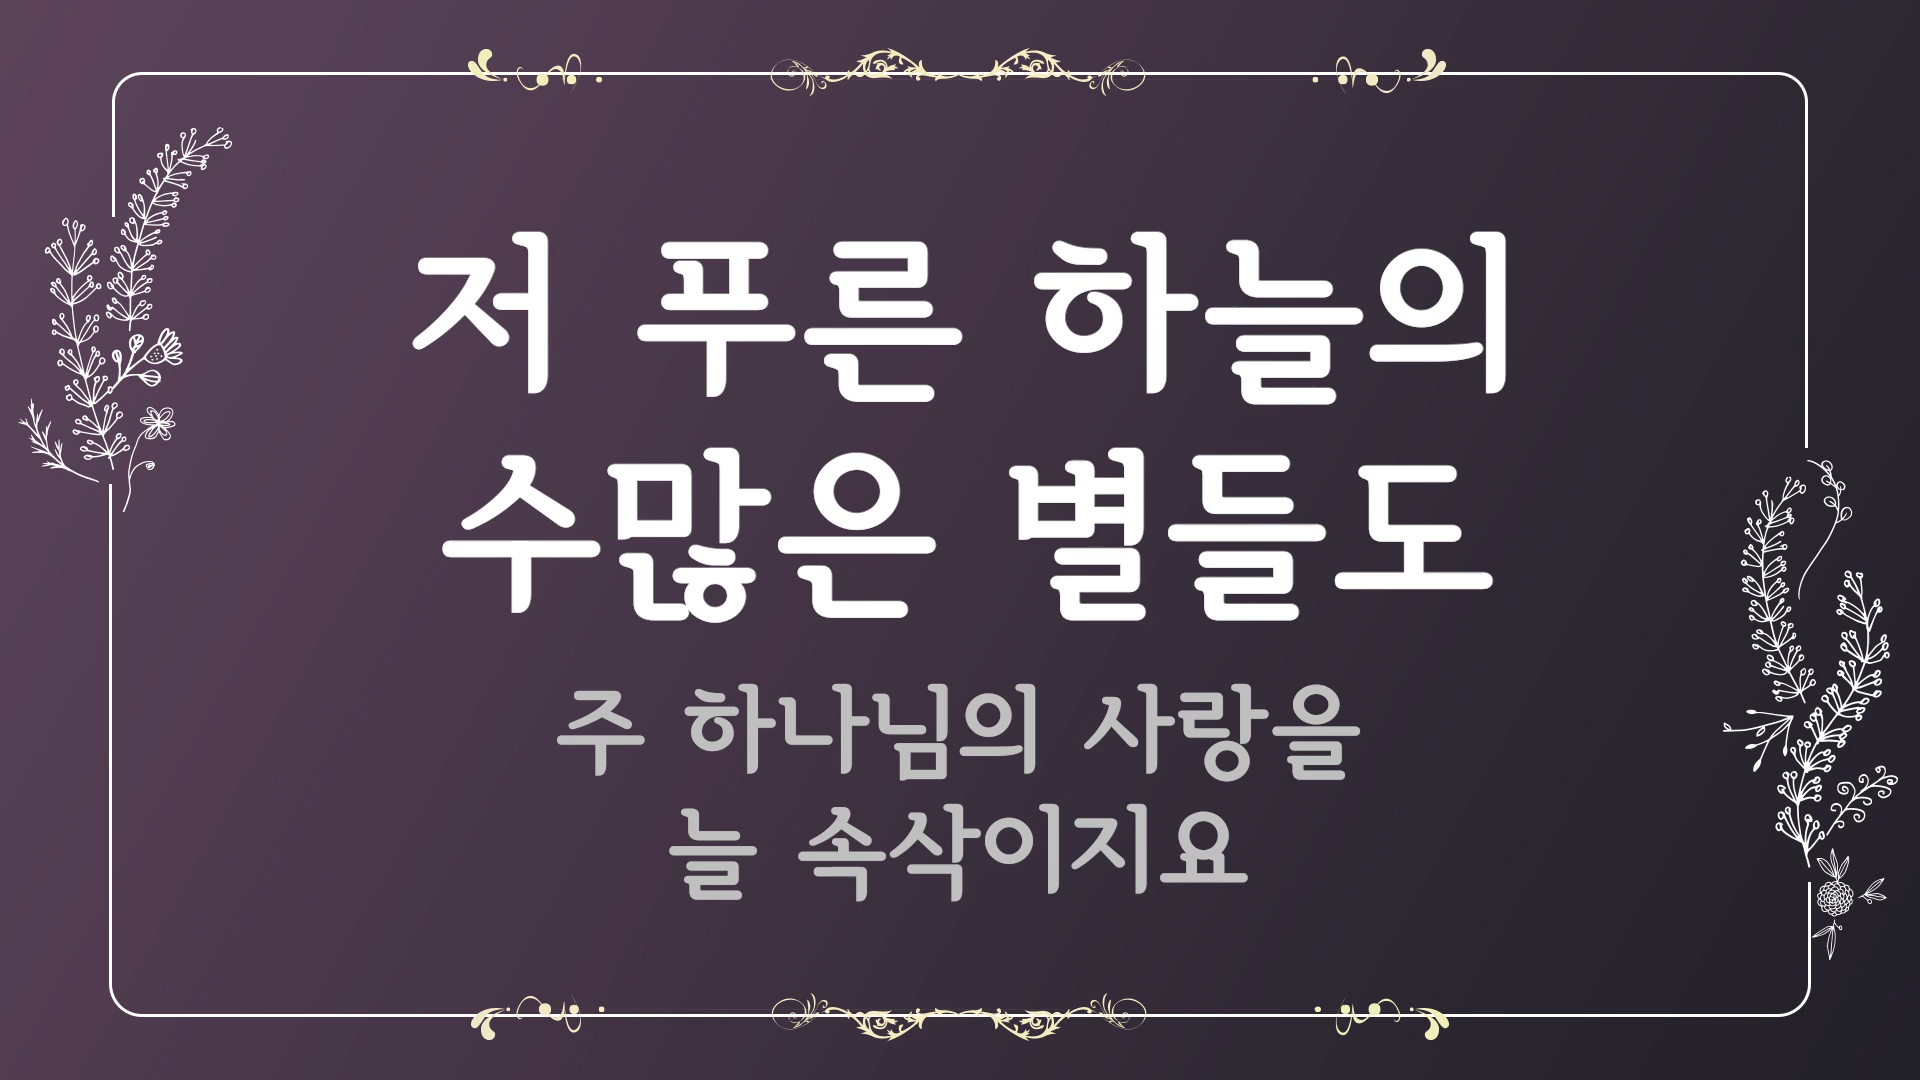 저 푸른 하늘의
수많은 별들도
주 하나님의 사랑을
늘 속삭이지요